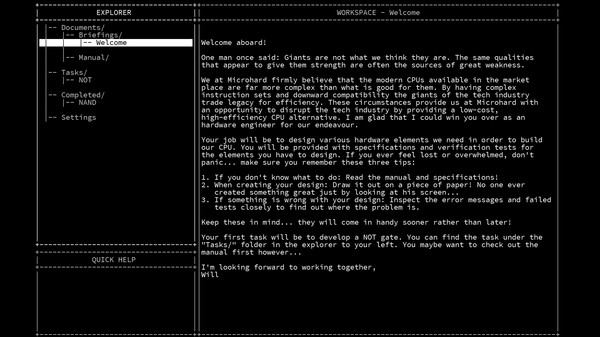 EXPLORER
|-- Documents/
|-- Briefings/
|-- Welcome
|-- Manual/
|-- Tasks/
|-- NOT
|-- Completed/
|-- NAND
|-- Settings
QUICK HELP
WORKSPACE - Welcome
Welcome aboard!
One man once said: Giants are not what we think they are. The same qualities
that appear to give them strength are often the sources of great weakness.
We at Microhard firmly believe that the modern CPUs available in the market
place are far more complex than what is good for them. By having complex
instruction sets and downward compatibility the giants of the tech industry
trade legacy for efficiency. These circumstances provide us at Microhard with
an opportunity to disrupt the tech industry by providing a low-cost,
high-efficiency CPU alternative. I am glad that I could win you over as an
hardware engineer for our endeavour.
Your job will be to design various hardware elements we need in order to build
our CPU. You will be provided with specifications and verification tests for
the elements you have to design. If you ever feel lost or overwhelmed, don't
panic... make sure you remember these three tips:
1. If you don't know what to do: Read the manual and specifications!
2. When creating your design: Draw it out on a piece of paper! No one ever
created something great just by looking at his screen...
3. If something is wrong with your design: Inspect the error messages and failed
tests closely to find out where the problem is.
Keep these in mind... they will come in handy sooner rather than later!
Your first task will be to develop a NOT gate. You can find the task under the
"Tasks/" folder in the explorer to your left. You maybe want to check out the
manual first however...
I'm looking forward to working together,
Will